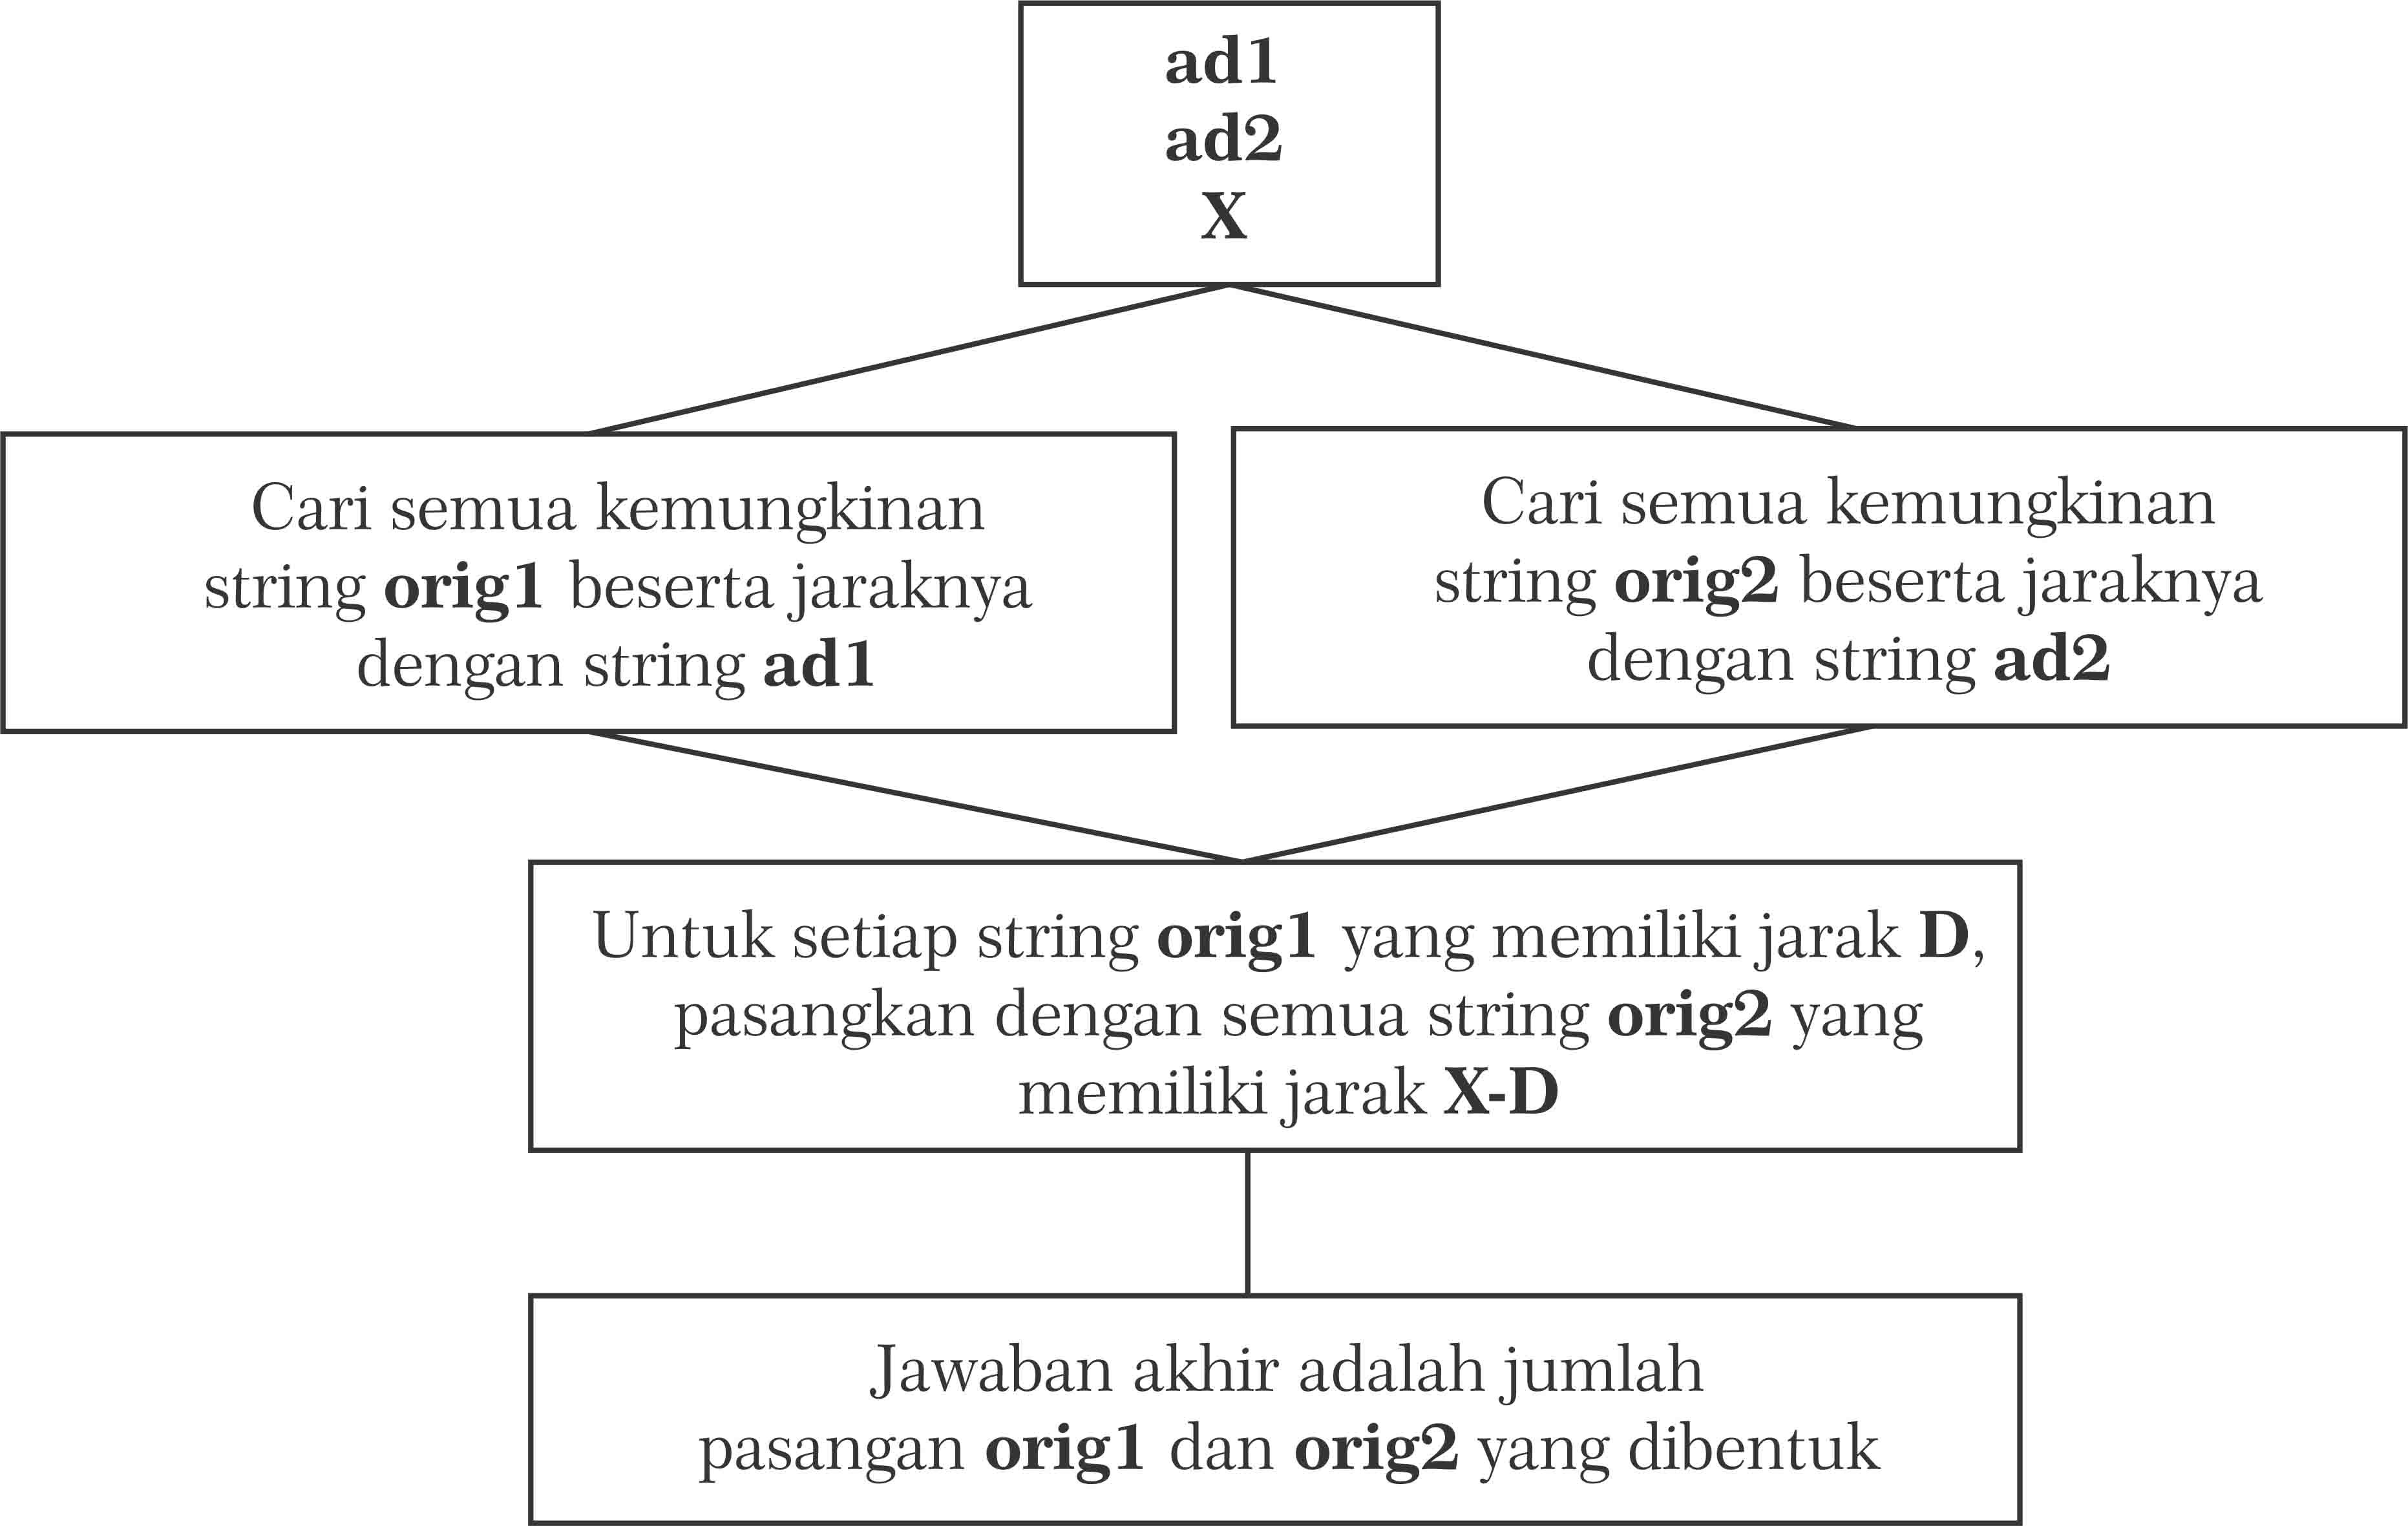 ad1
ad2
X
Cari semua kemungkinan
string orig1 beserta jaraknya
dengan string ad1
Cari semua kemungkinan
string orig2 beserta jaraknya
dengan string ad2
Untuk setiap string orig1 yang memiliki jarak D,
pasangkan dengan semua string orig2 yang
memiliki jarak X-D
Jawaban akhir adalah jumlah
pasangan orig1 dan orig2 yang dibentuk